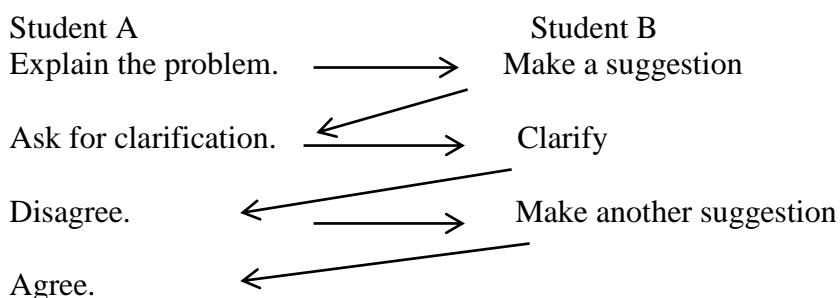 Student A Student B
Explain the problem. Make a suggestion
Ask for clarification. Clarify
Disagree. Make another suggestion
Agree.